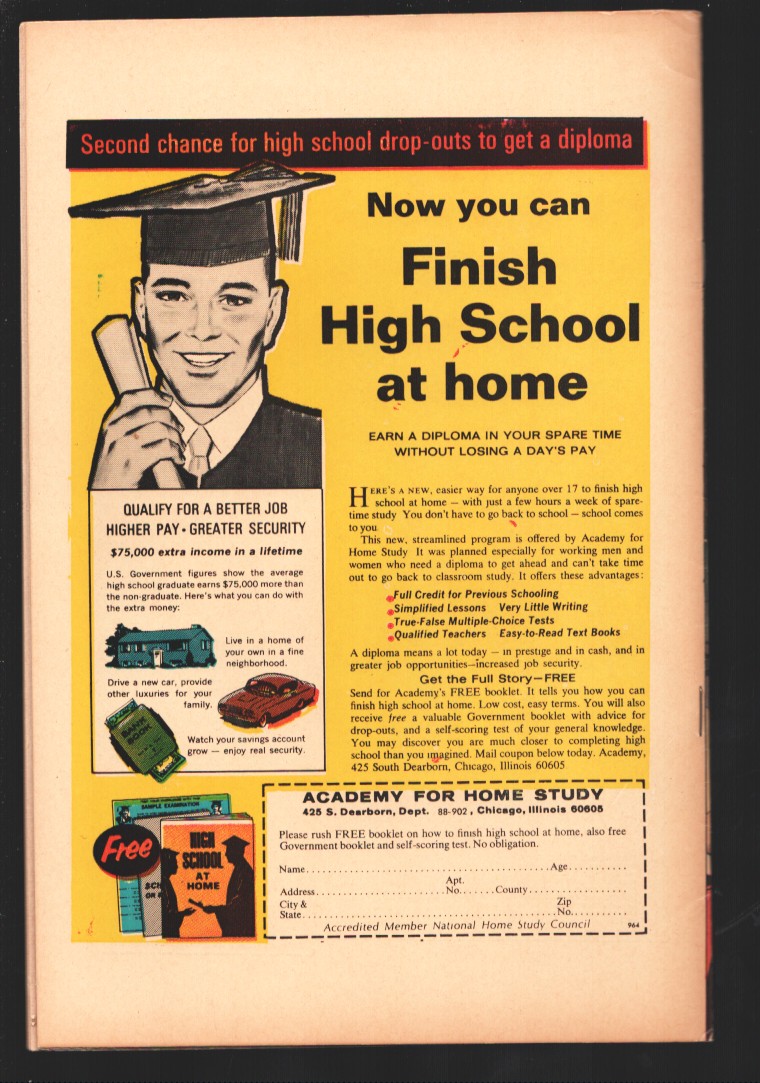 Second chance for high school drop-outs to get a diploma
Now you can
Finish
High School
at home
EARN A DIPLOMA IN YOUR SPARE TIME
WITHOUT LOSING A DAY'S PAY
HERE'S A NEW, easier way for anyone over 17 to finish high
school at home — with just a few hours a week of spare-
time study You don't have to go back to school — school comes
to you
This new, streamlined program is offered by Academy for
Home Study It was planned especially for working men and
women who need a diploma to get ahead and can't take time
out to go back to classroom study. It offers these advantages:
Full Credit for Previous Schooling
Simplified Lessons Very Little Writing
True-False Multiple-Choice Tests
Qualified Teachers Easy-to-Read Text Books
A diploma means a lot today — in prestige and in cash, and in
greater job opportunities—increased job security.
Get the Full Story—FREE
Send for Academy's FREE booklet. It tells you how you can
finish high school at home. Low cost, easy terms. You will also
receive free a valuable Government booklet with advice for
drop-outs, and a self-scoring test of your general knowledge.
You may discover you are much closer to completing high
school than you imagined. Mail coupon below today. Academy,
425 South Dearborn, Chicago, Illinois 60605
QUALIFY FOR A BETTER JOB
HIGHER PAY • GREATER SECURITY
$75,000 extra income in a lifetime
U.S. Government figures show the average
high school graduate earns $75,000 more than
the non-graduate. Here's what you can do with
the extra money:
Live in a home of
your own in a fine
neighborhood.
Drive a new car, provide
other luxuries for your
family.
BANK
BOOK
Watch your savings account
grow — enjoy real security.
SAMPLE EXAMINATION
Free
SCH
OR
HIGH
SCHOOL
AT
HOME
ACADEMY FOR HOME STUDY
425 S. Dearborn, Dept. 88-902, Chicago, Illinois 60605
Please rush FREE booklet on how to finish high school at home, also free
Government booklet and self-scoring test. No obligation.
Name.......................................................Age...........
Apt.
Address..........................No.......County....................
City & Zip
State.......................................................No...........
Accredited Member National Home Study Council 964